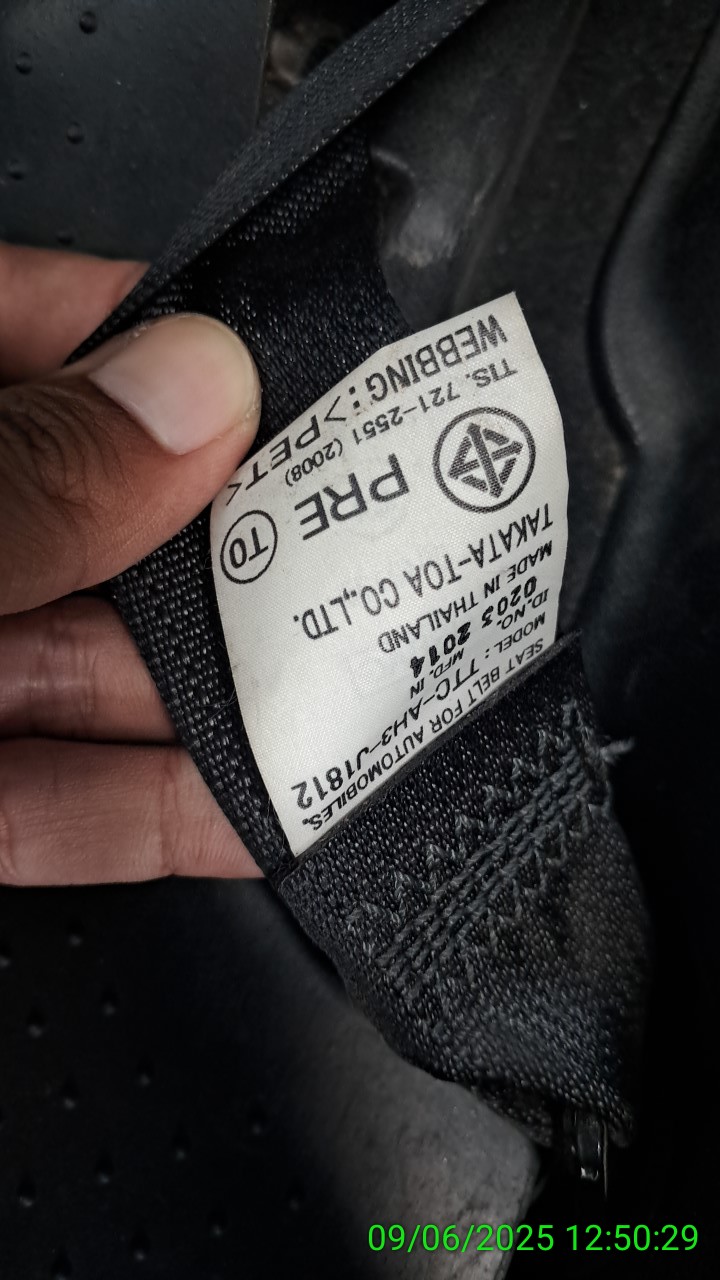 SEAT BELT FOR AUTOMOBILES.
MODEL : TTC-AH3-J1812
ID.NO. MFD. IN
0203 2014
MADE IN THAILAND
TAKATA-TOA CO.,LTD.
PRE TO
TIS. 721-2551 (2008)
WEBBING : >PET<
09/06/2025 12:50:29